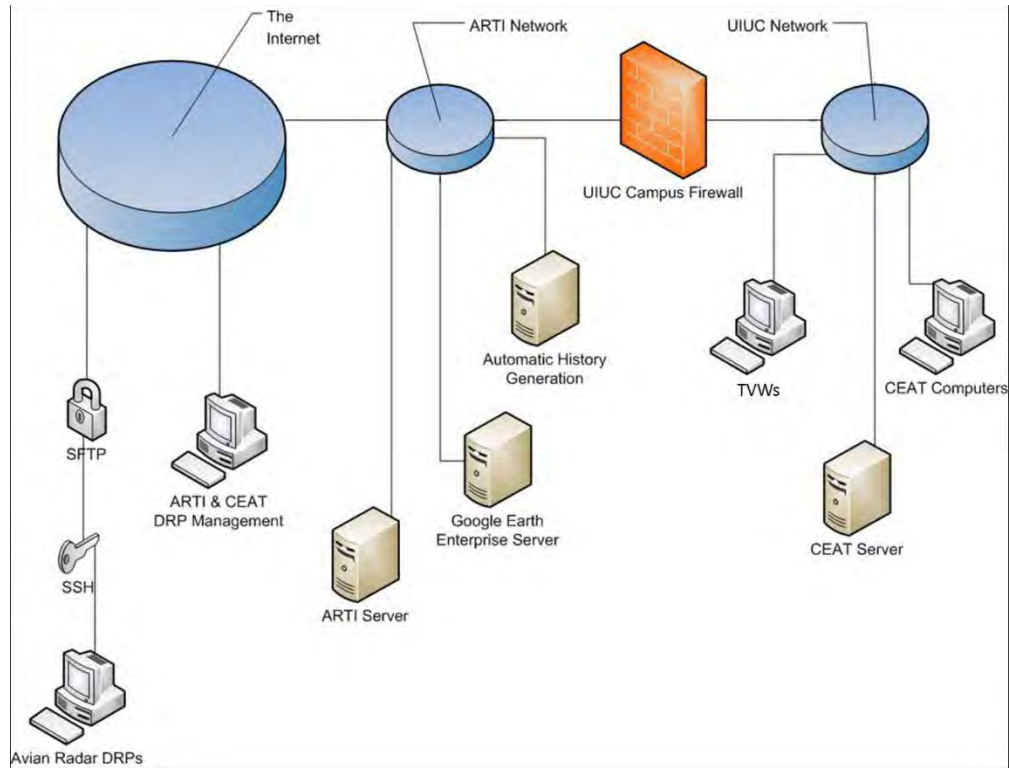 The
Internet
ARTI Network
UIUC Network
UIUC Campus Firewall
Automatic History
Generation
TVWs
CEAT Computers
SFTP
ARTI & CEAT
DRP Management
Google Earth
Enterprise Server
CEAT Server
SSH
ARTI Server
Avian Radar DRPs